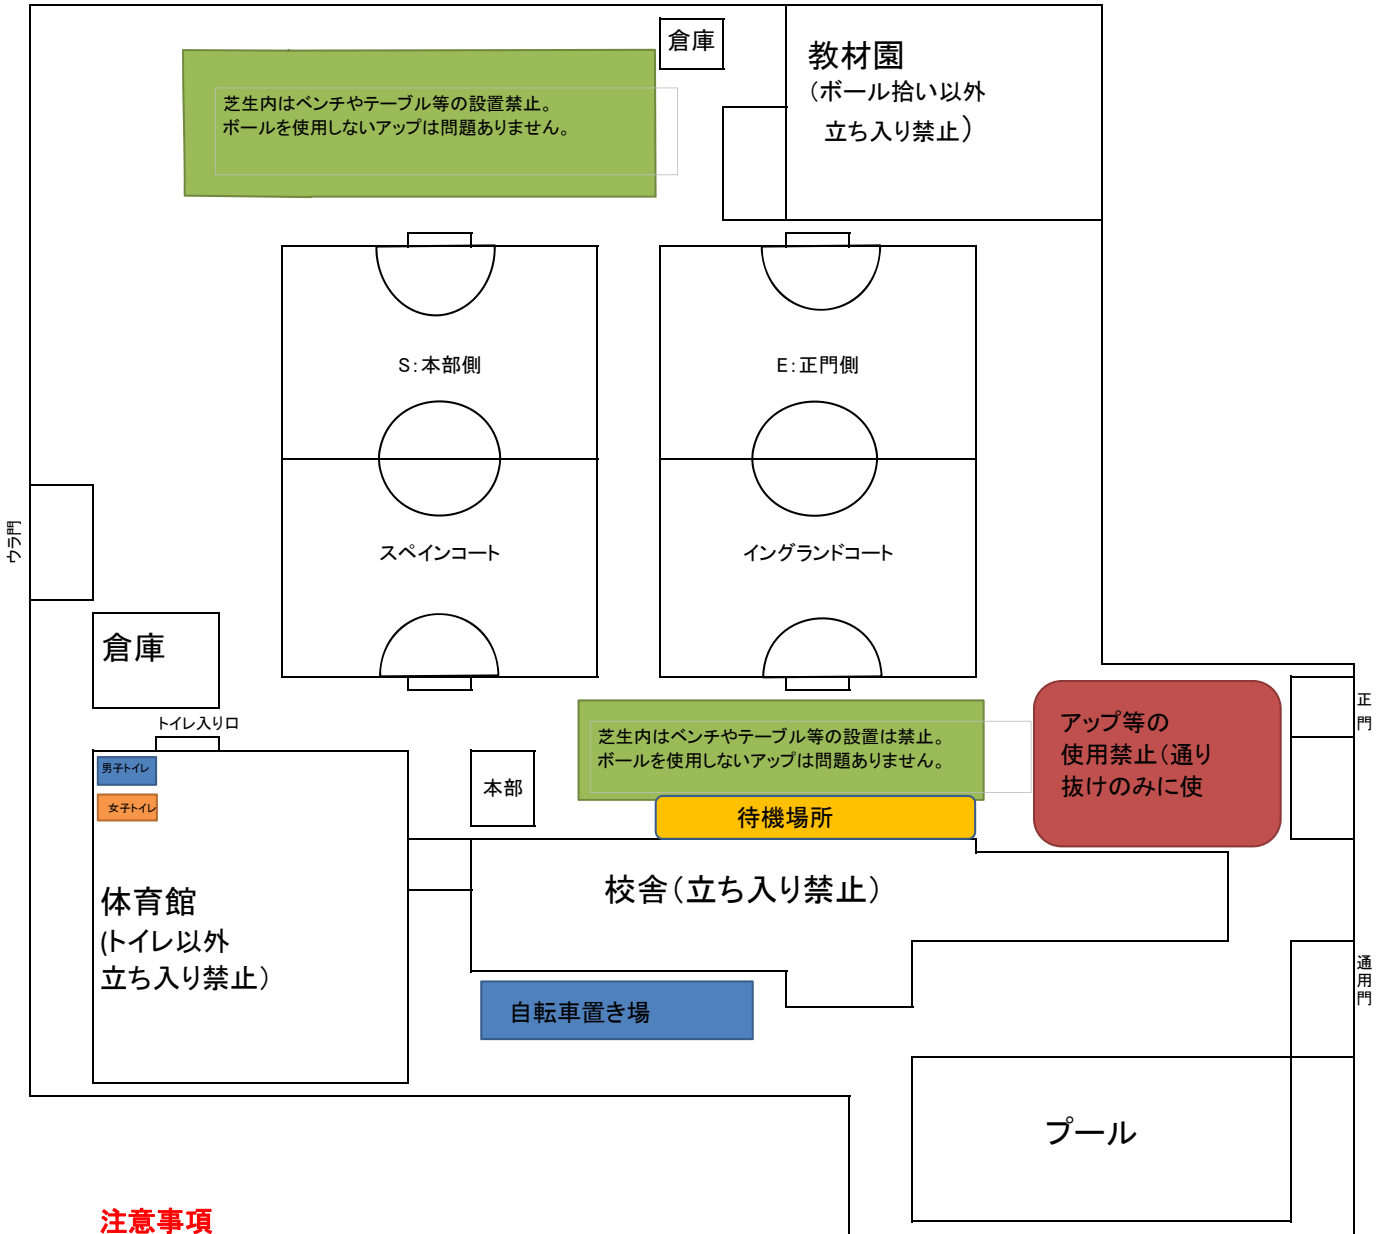 倉庫
教材園
（ボール拾い以外
立ち入り禁止）
芝生内はベンチやテーブル等の設置禁止。
ボールを使用しないアップは問題ありません。
S：本部側
E：正門側
スペインコート
イングランドコート
ウラ門
倉庫
トイレ入り口
男子トイレ
女子トイレ
体育館
(トイレ以外
立ち入り禁止）
本部
芝生内はベンチやテーブル等の設置は禁止。
ボールを使用しないアップは問題ありません。
待機場所
アップ等の
使用禁止（通り
抜けのみに使
正門
校舎（立ち入り禁止）
自転車置き場
通用門
プール
注意事項